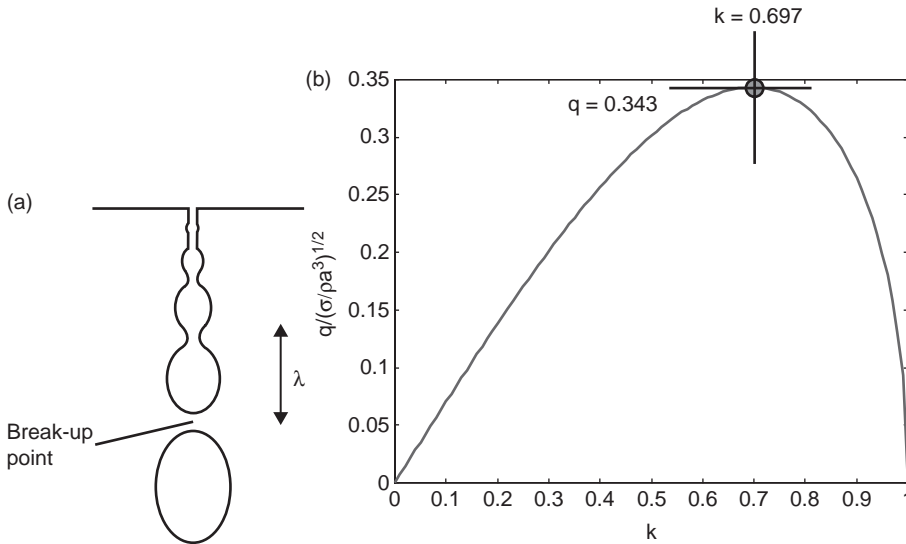 (a)
Break-up
point
λ
(b)
k = 0.697
q = 0.343
q/(σ/ρa³)^1/2
0.35
0.3
0.25
0.2
0.15
0.1
0.05
0
0 0.1 0.2 0.3 0.4 0.5 0.6 0.7 0.8 0.9 1
k